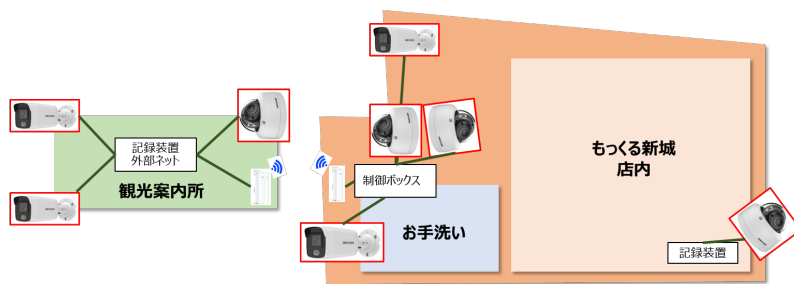 記録装置
外部ネット
観光案内所
制御ボックス
お手洗い
もっくる新城
店内
記録装置